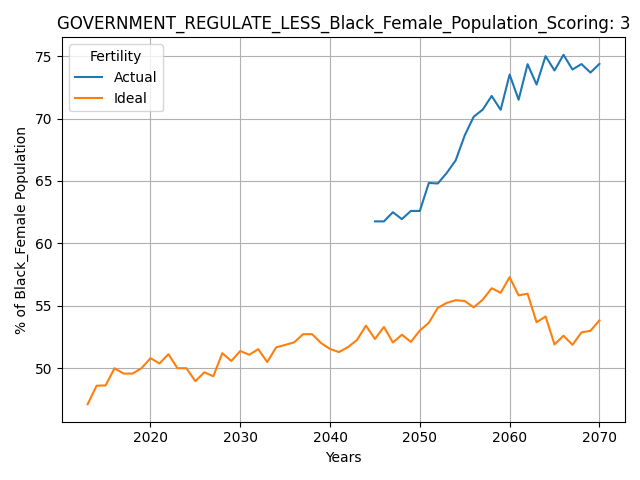 GOVERNMENT_REGULATE_LESS_Black_Female_Population_Scoring: 3
Fertility
Actual
Ideal
% of Black_Female Population
75
70
65
60
55
50
2020 2030 2040 2050 2060 2070
Years